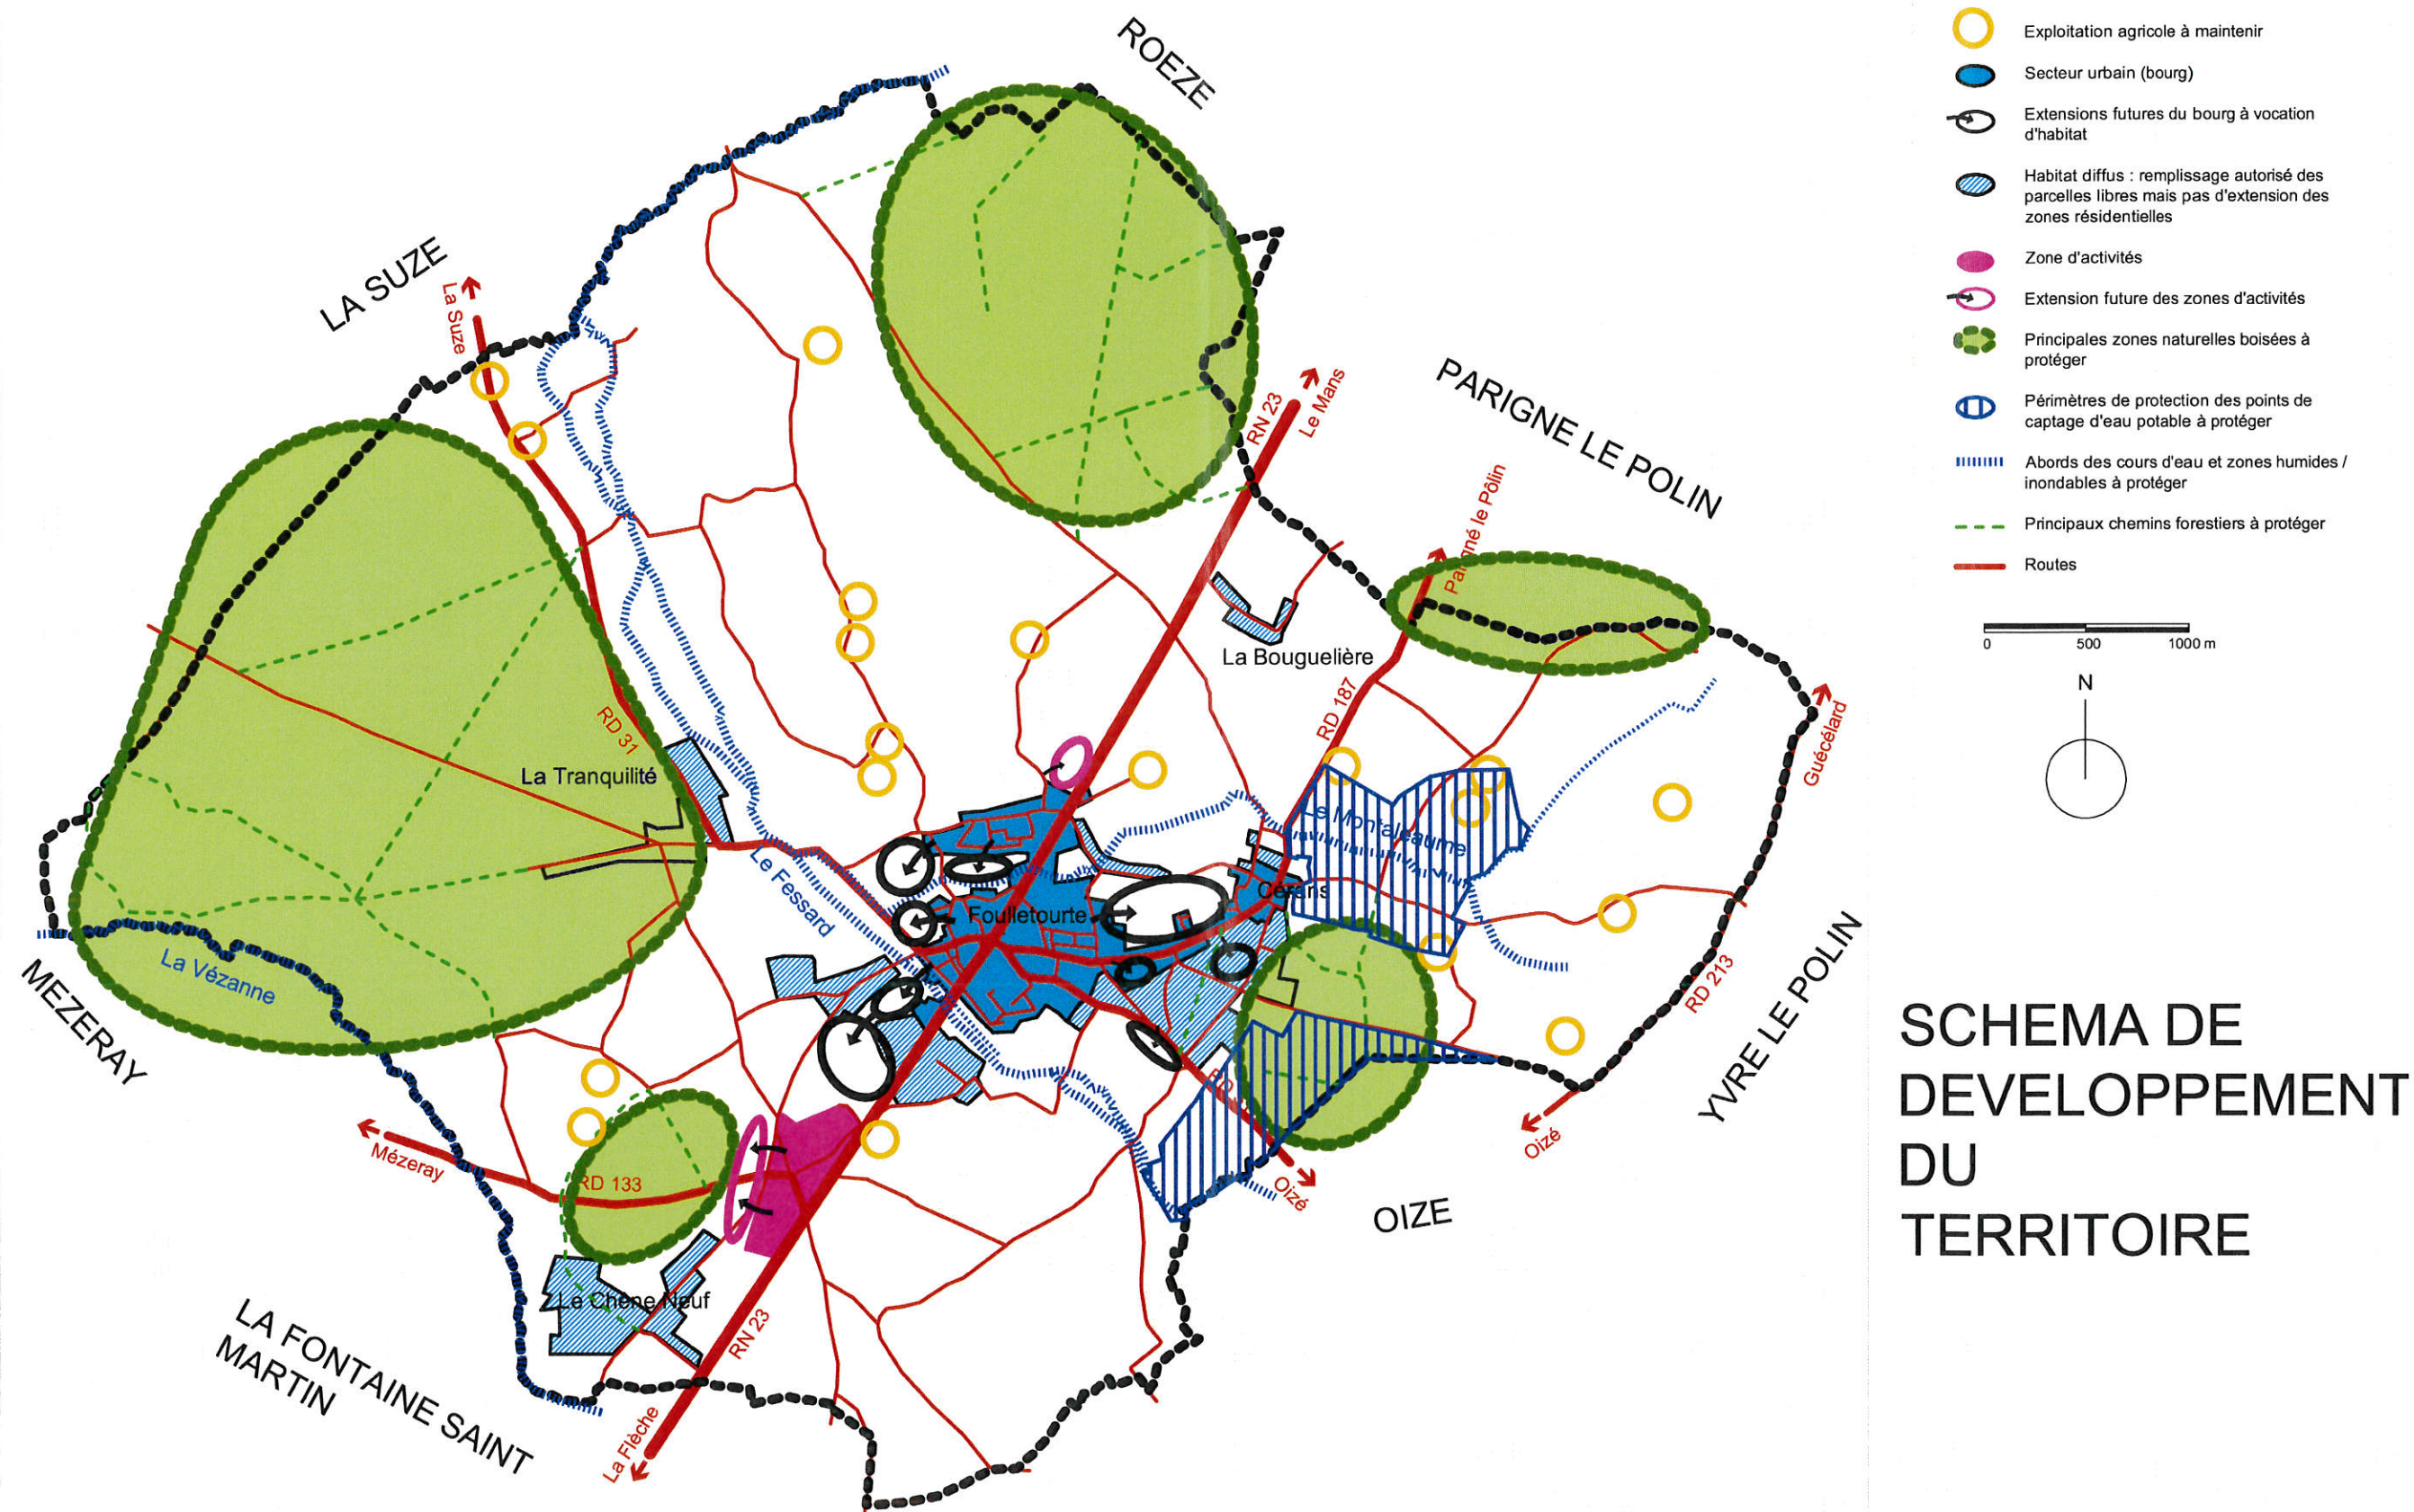 ROEZE
LA SUZE
La Suze
RN 23
Le Mans
PARIGNE LE POLIN
Parigné le Pôlin
La Bouguelière
RD 187
RD 31
La Tranquilité
Guécélard
Le Montaleaume
Cérans
Foulletourte
Le Fessard
La Vézanne
MEZERAY
RD 213
YVRE LE POLIN
RD
Oizé
Oizé
OIZE
Mézeray
RD 133
Le Chêne Neuf
RN 23
LA FONTAINE SAINT
MARTIN
La Flèche
Exploitation agricole à maintenir
Secteur urbain (bourg)
Extensions futures du bourg à vocation
d'habitat
Habitat diffus : remplissage autorisé des
parcelles libres mais pas d'extension des
zones résidentielles
Zone d'activités
Extension future des zones d'activités
Principales zones naturelles boisées à
protéger
Périmètres de protection des points de
captage d'eau potable à protéger
Abords des cours d'eau et zones humides /
inondables à protéger
Principaux chemins forestiers à protéger
Routes
0 500 1000 m
N
SCHEMA DE
DEVELOPPEMENT
DU
TERRITOIRE